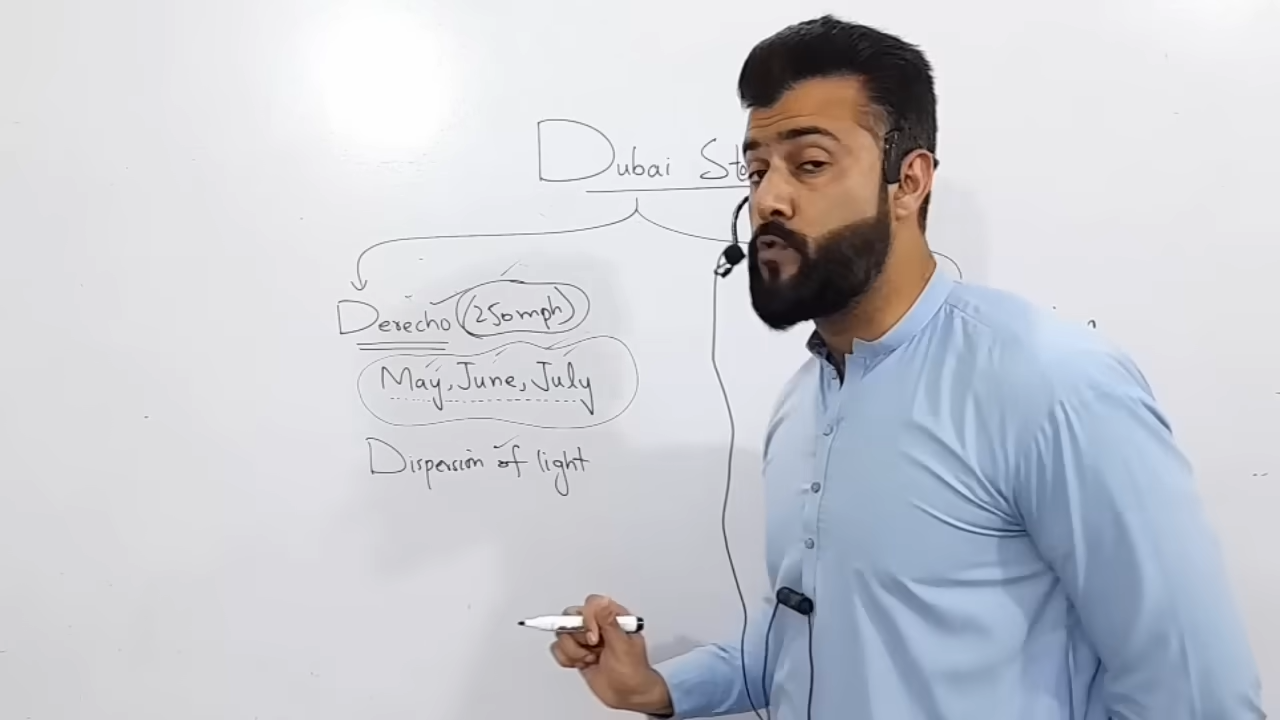 Dubai Sto
Derecho (250mph)
May, June, July
Dispersion of light